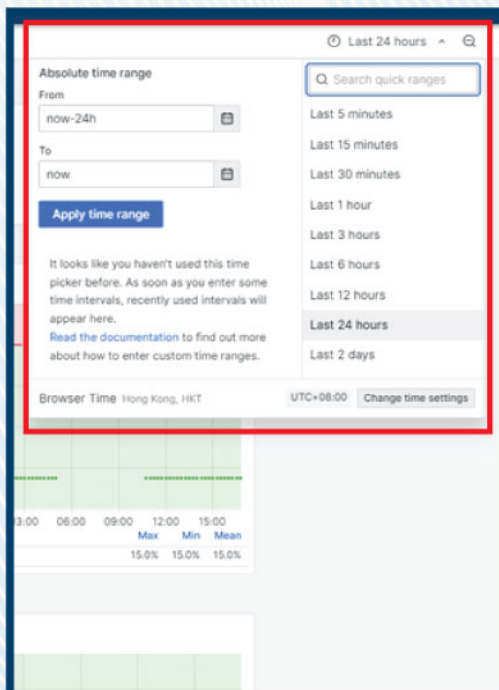 Last 24 hours
Absolute time range
From
now-24h
To
now
Apply time range
It looks like you haven't used this time
picker before. As soon as you enter some
time intervals, recently used intervals will
appear here.
Read the documentation to find out more
about how to enter custom time ranges.
Search quick ranges
Last 5 minutes
Last 15 minutes
Last 30 minutes
Last 1 hour
Last 3 hours
Last 6 hours
Last 12 hours
Last 24 hours
Last 2 days
Browser Time Hong Kong, HKT UTC+08:00 Change time settings
03:00 06:00 09:00 12:00 15:00
Max Min Mean
15.0% 15.0% 15.0%